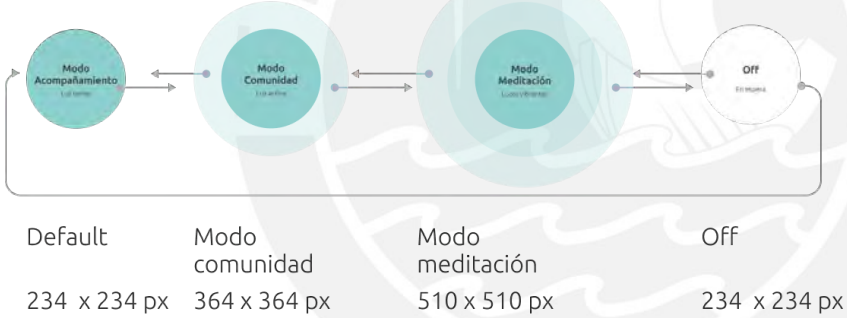 Modo
Acompañamiento
Modo
Comunidad
Modo
Meditación
Off
Default
Modo
comunidad
Modo
meditación
Off
234 x 234 px
364 x 364 px
510 x 510 px
234 x 234 px